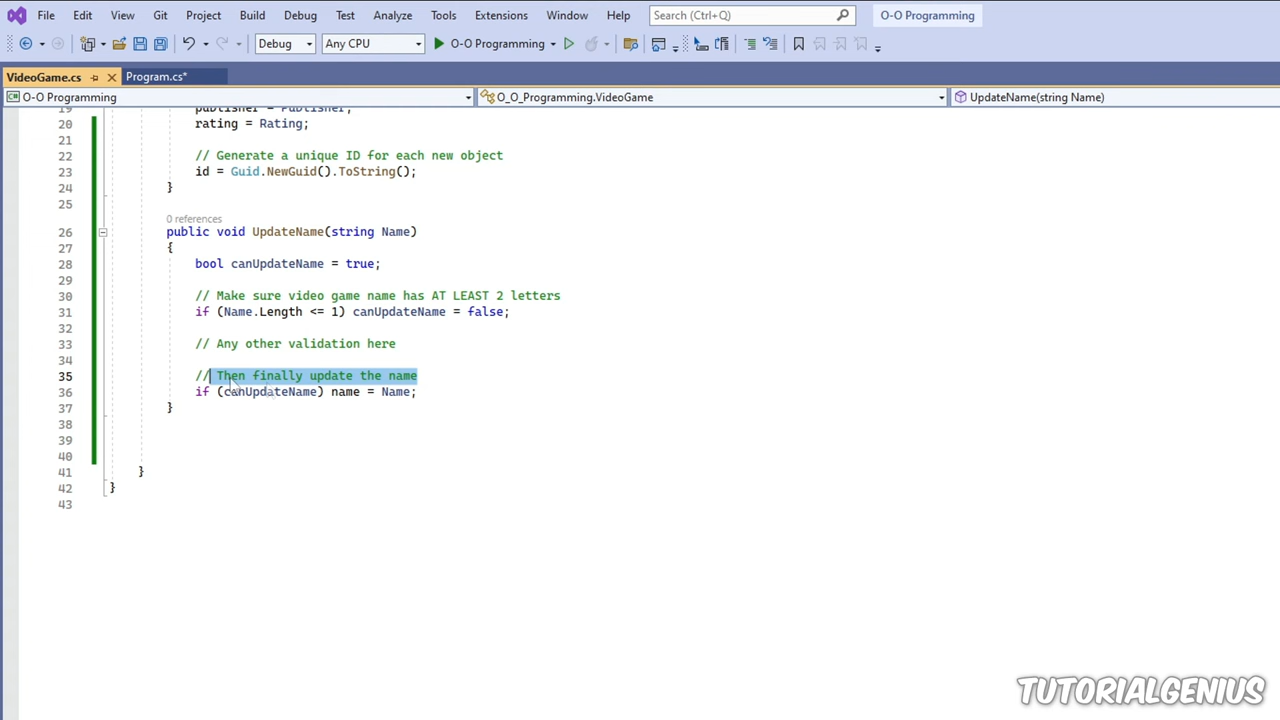 File Edit View Git Project Build Debug Test Analyze Tools Extensions Window Help Search (Ctrl+Q) O-O Programming
Debug Any CPU O-O Programming
VideoGame.cs Program.cs*
C# O-O Programming O_O_Programming.VideoGame UpdateName(string Name)
19 publisher = Publisher;
20 rating = Rating;
21
22 // Generate a unique ID for each new object
23 id = Guid.NewGuid().ToString();
24 }
25
0 references
26 public void UpdateName(string Name)
27 {
28 bool canUpdateName = true;
29
30 // Make sure video game name has AT LEAST 2 letters
31 if (Name.Length <= 1) canUpdateName = false;
32
33 // Any other validation here
34
35 // Then finally update the name
36 if (canUpdateName) name = Name;
37 }
38
39
40
41 }
42 }
43
TUTORIALGENIUS